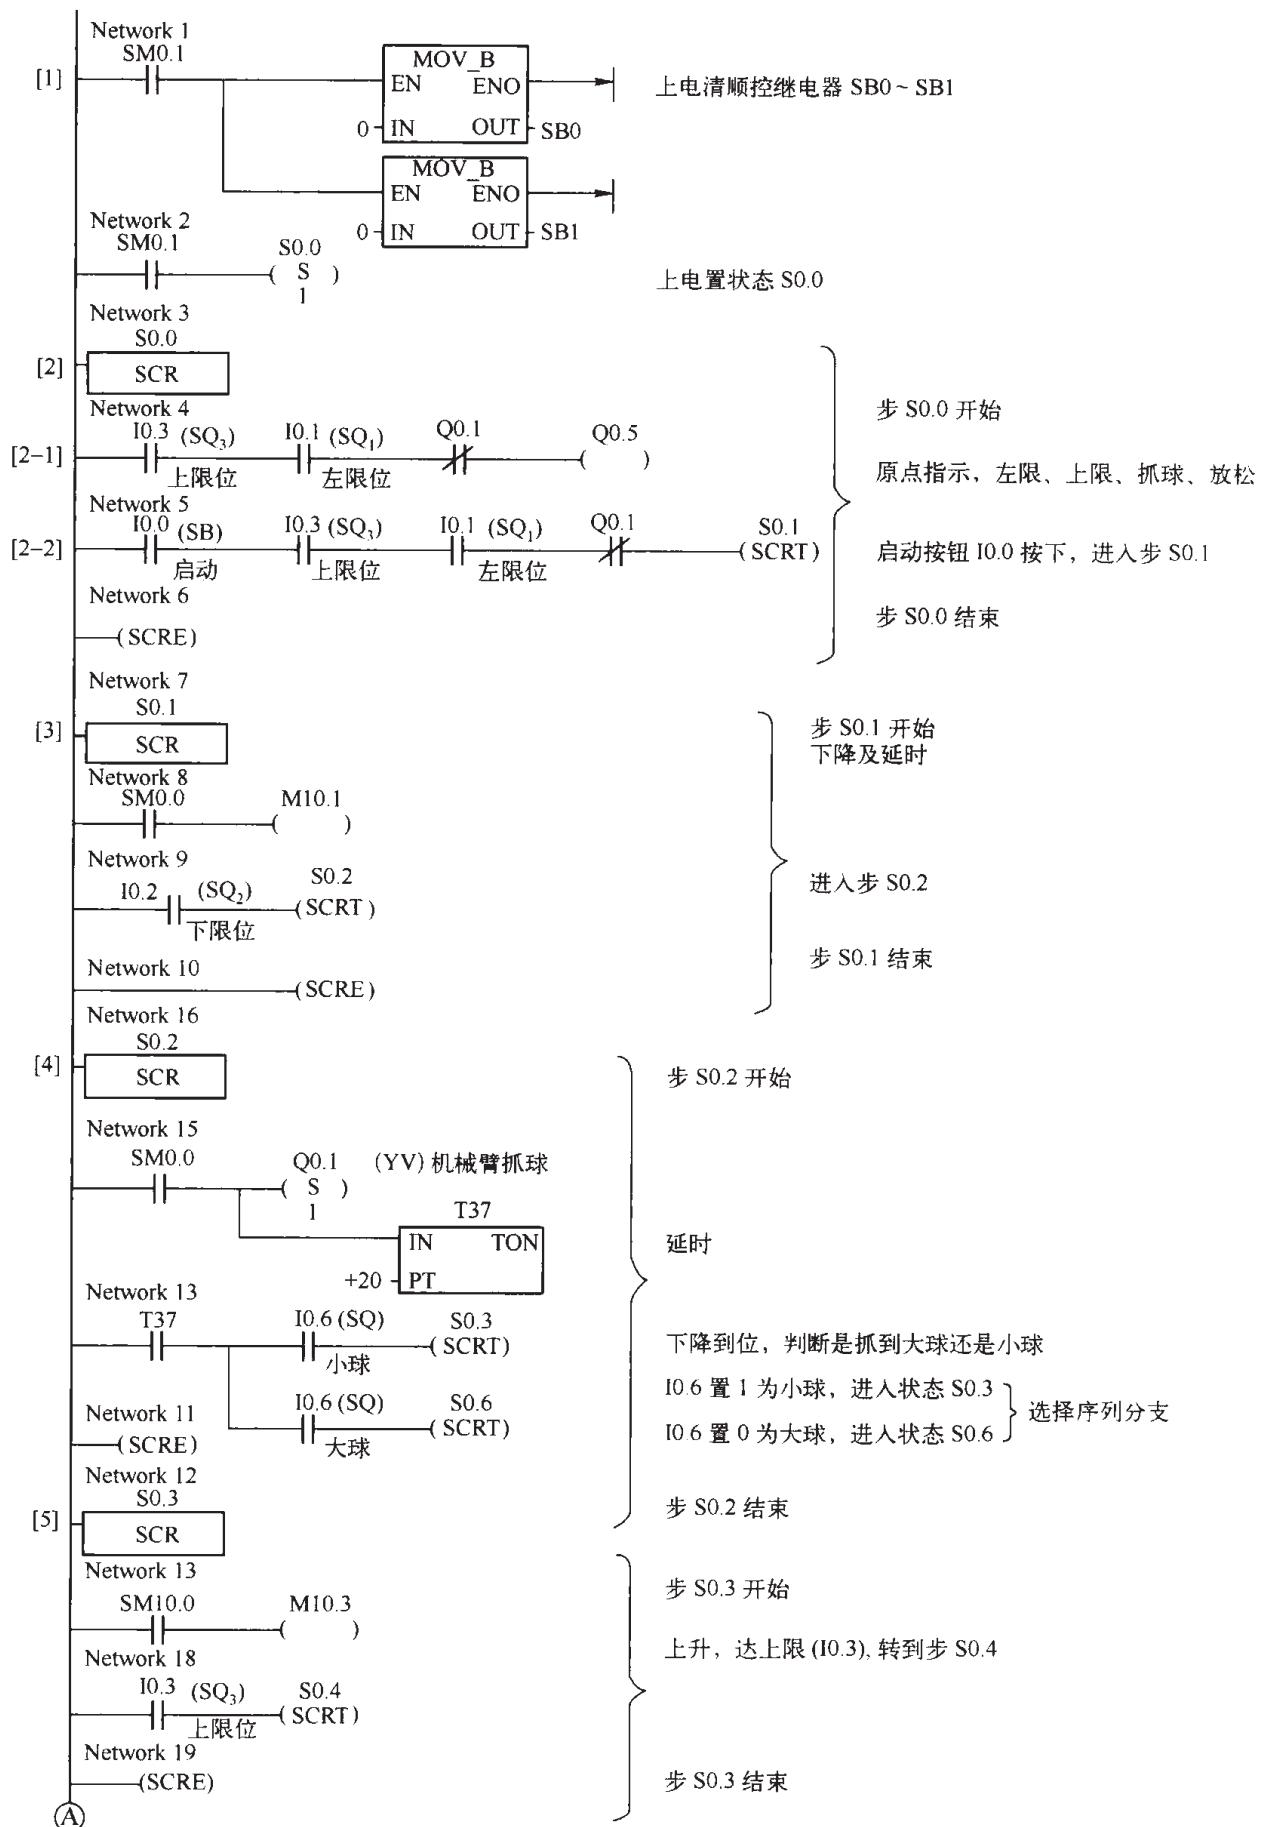 Network 1
SM0.1
[1]
MOV_B
EN ENO
0 IN OUT SB0
上电清顺控继电器 SB0~SB1
MOV_B
EN ENO
0 IN OUT SB1
Network 2
SM0.1
S0.0
( S )
1
上电置状态 S0.0
Network 3
S0.0
[2]
SCR
步 S0.0 开始
Network 4
I0.3 (SQ3) I0.1 (SQ1) Q0.1 Q0.5
[2-1]
( )
上限位 左限位
原点指示，左限、上限、抓球、放松
Network 5
I0.0 (SB) I0.3 (SQ3) I0.1 (SQ1) Q0.1 S0.1
[2-2]
(SCRT)
启动 上限位 左限位
启动按钮 I0.0 按下，进入步 S0.1
Network 6
(SCRE)
步 S0.0 结束
Network 7
S0.1
[3]
SCR
步 S0.1 开始
下降及延时
Network 8
SM0.0 M10.1
( )
Network 9
I0.2 (SQ2) S0.2
(SCRT)
下限位
进入步 S0.2
Network 10
(SCRE)
步 S0.1 结束
Network 16
S0.2
[4]
SCR
步 S0.2 开始
Network 15
SM0.0 Q0.1 (YV) 机械臂抓球
( S )
1
T37
IN TON
+20 PT
延时
Network 13
T37 I0.6 (SQ) S0.3
(SCRT)
小球
下降到位，判断是抓到大球还是小球
I0.6 置 1 为小球，进入状态 S0.3
I0.6 (SQ) S0.6
(SCRT)
大球
I0.6 置 0 为大球，进入状态 S0.6
选择序列分支
Network 11
(SCRE)
步 S0.2 结束
Network 12
S0.3
[5]
SCR
步 S0.3 开始
Network 13
SM10.0 M10.3
( )
上升，达上限 (I0.3), 转到步 S0.4
Network 18
I0.3 (SQ3) S0.4
(SCRT)
上限位
Network 19
(SCRE)
步 S0.3 结束
A